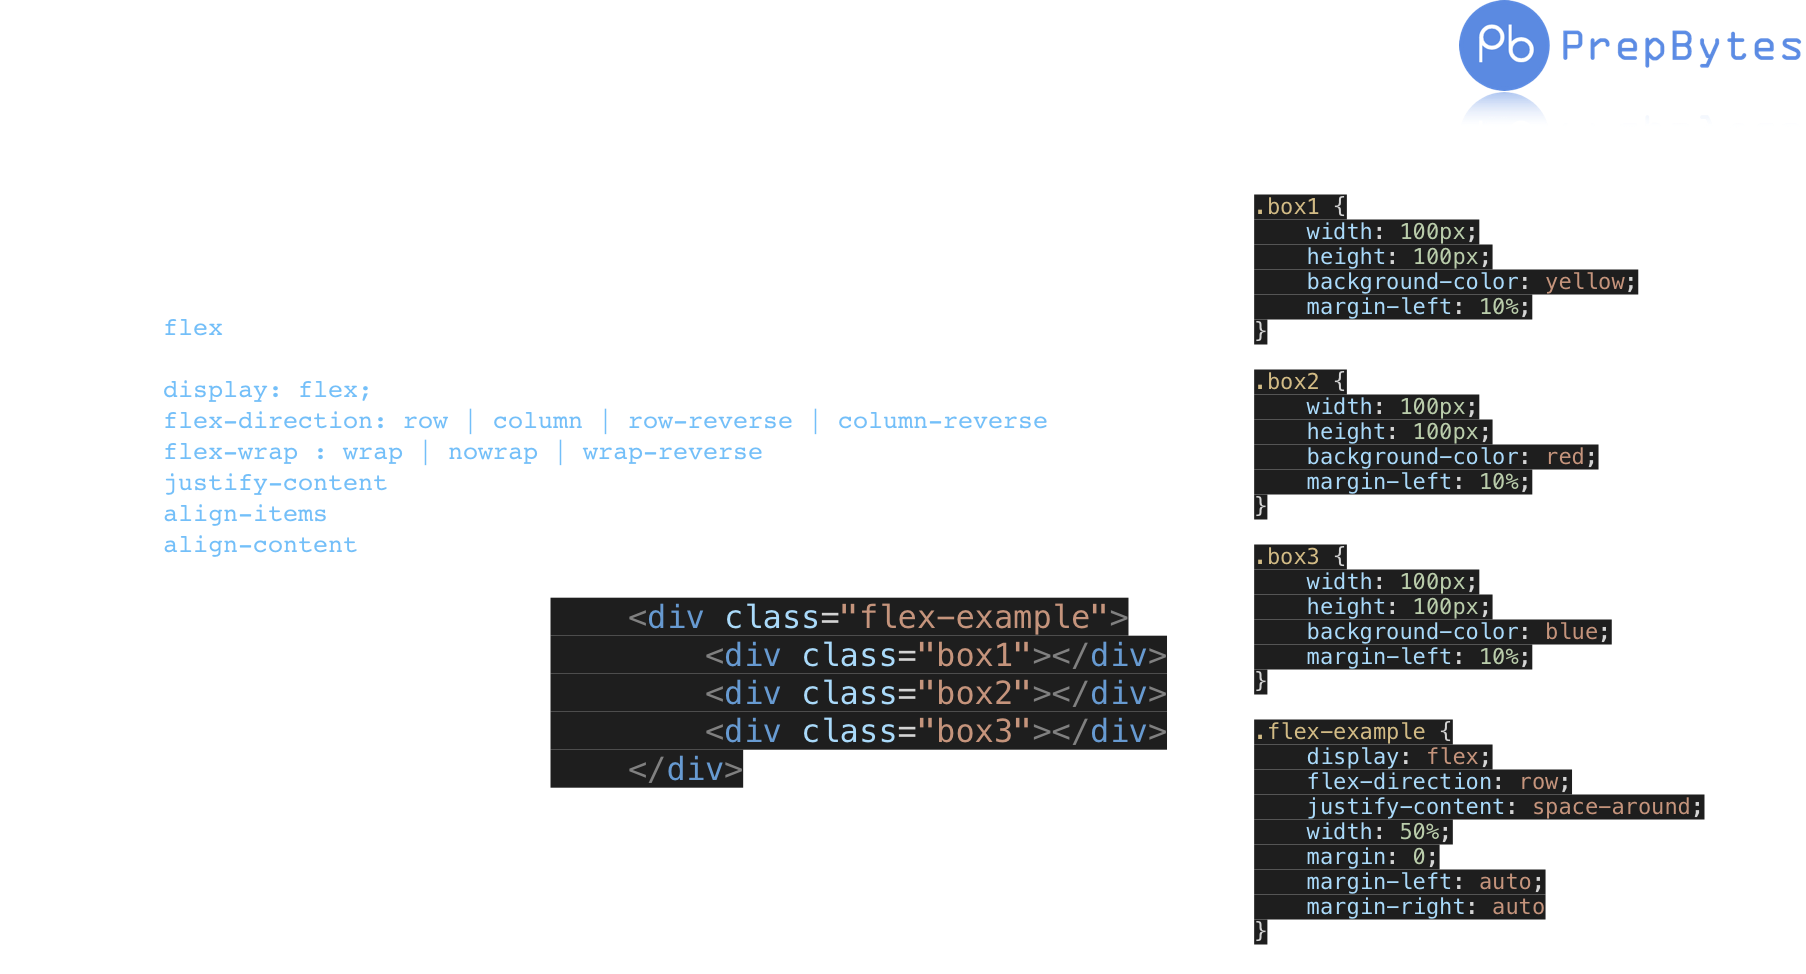 Pb PrepBytes
flex
display: flex;
flex-direction: row | column | row-reverse | column-reverse
flex-wrap : wrap | nowrap | wrap-reverse
justify-content
align-items
align-content
<div class="flex-example">
<div class="box1"></div>
<div class="box2"></div>
<div class="box3"></div>
</div>
.box1 {
width: 100px;
height: 100px;
background-color: yellow;
margin-left: 10%;
}
.box2 {
width: 100px;
height: 100px;
background-color: red;
margin-left: 10%;
}
.box3 {
width: 100px;
height: 100px;
background-color: blue;
margin-left: 10%;
}
.flex-example {
display: flex;
flex-direction: row;
justify-content: space-around;
width: 50%;
margin: 0;
margin-left: auto;
margin-right: auto
}